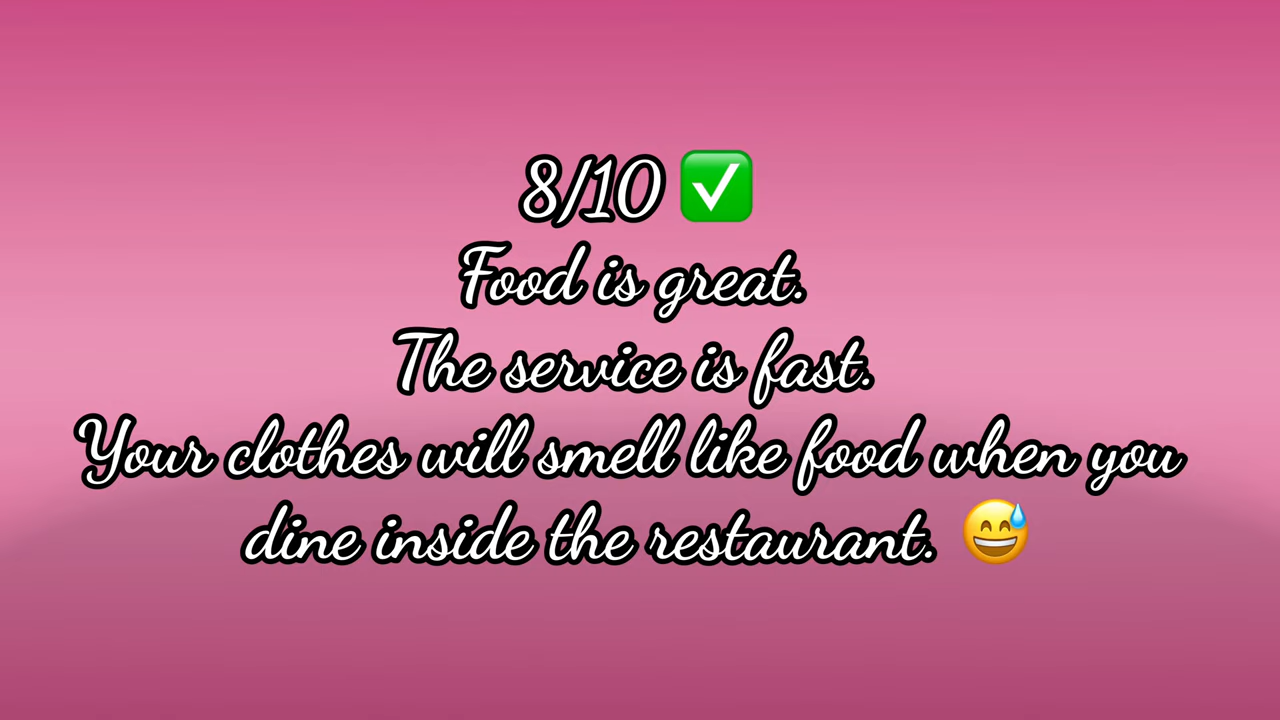 8/10 ✅
Food is great.
The service is fast.
Your clothes will smell like food when you
dine inside the restaurant. 😅